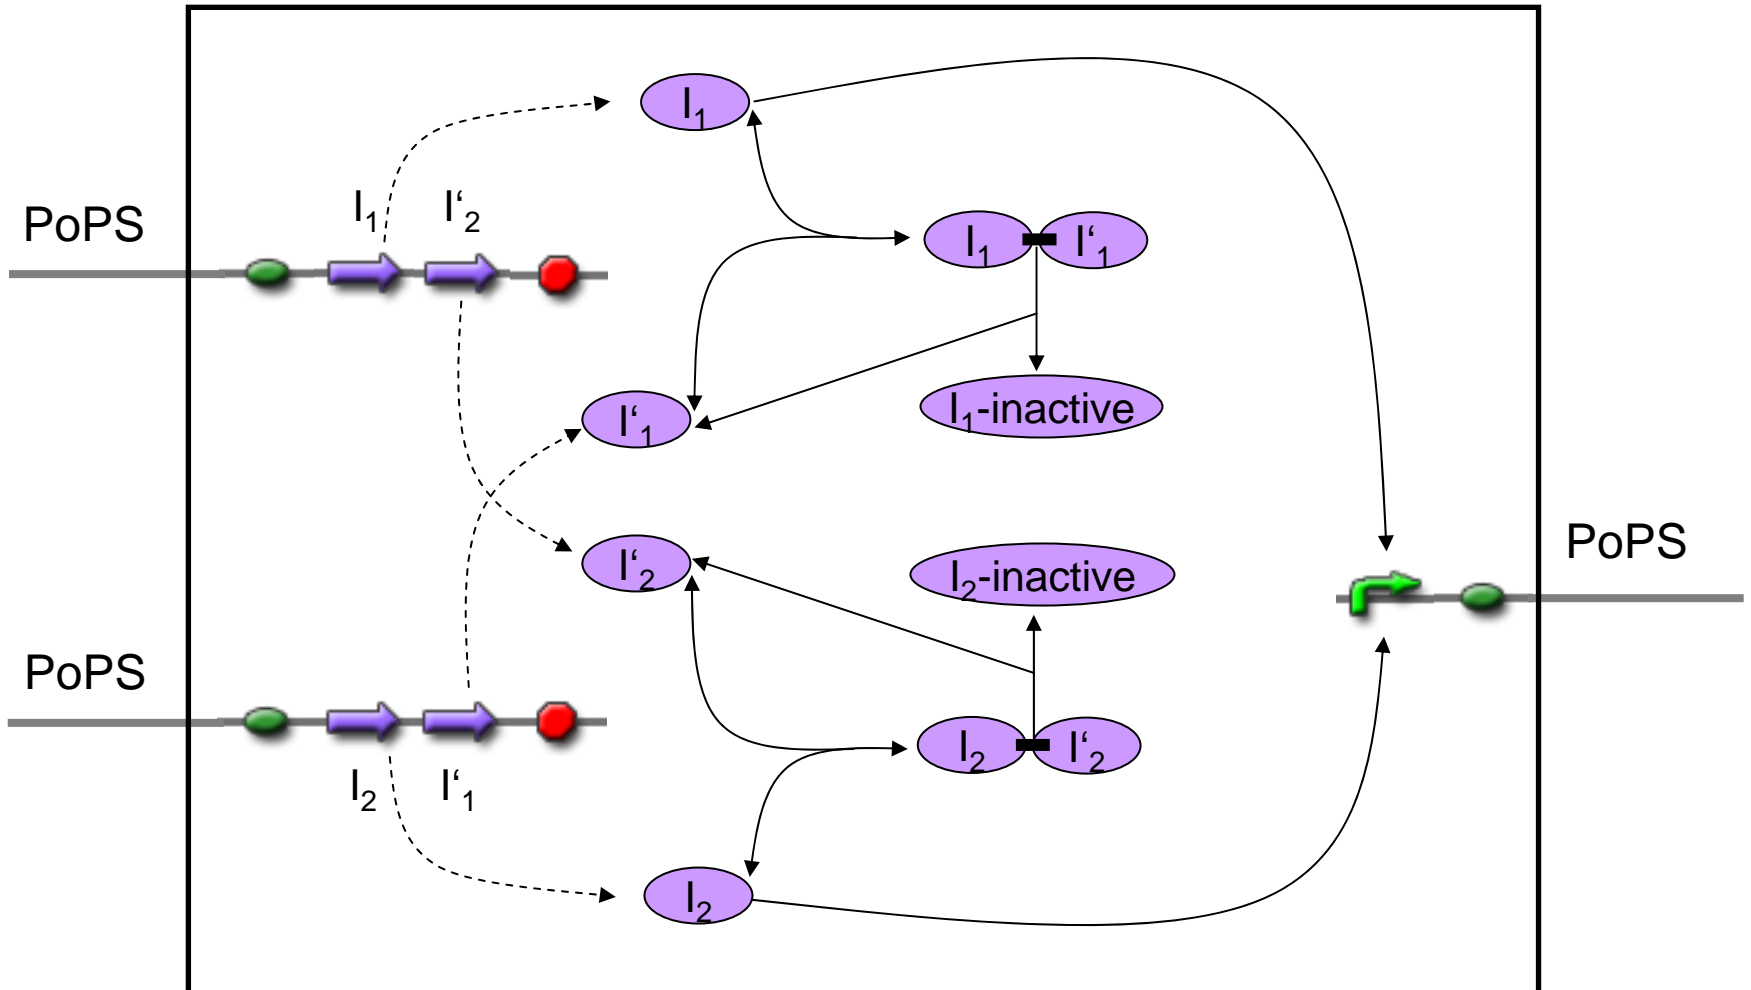 I₁
PoPS
I₁ I‘₂
I₁ I‘₁
I‘₁
I₁-inactive
PoPS
I‘₂
I₂-inactive
PoPS
I₂ I‘₁
I₂ I‘₂
I₂